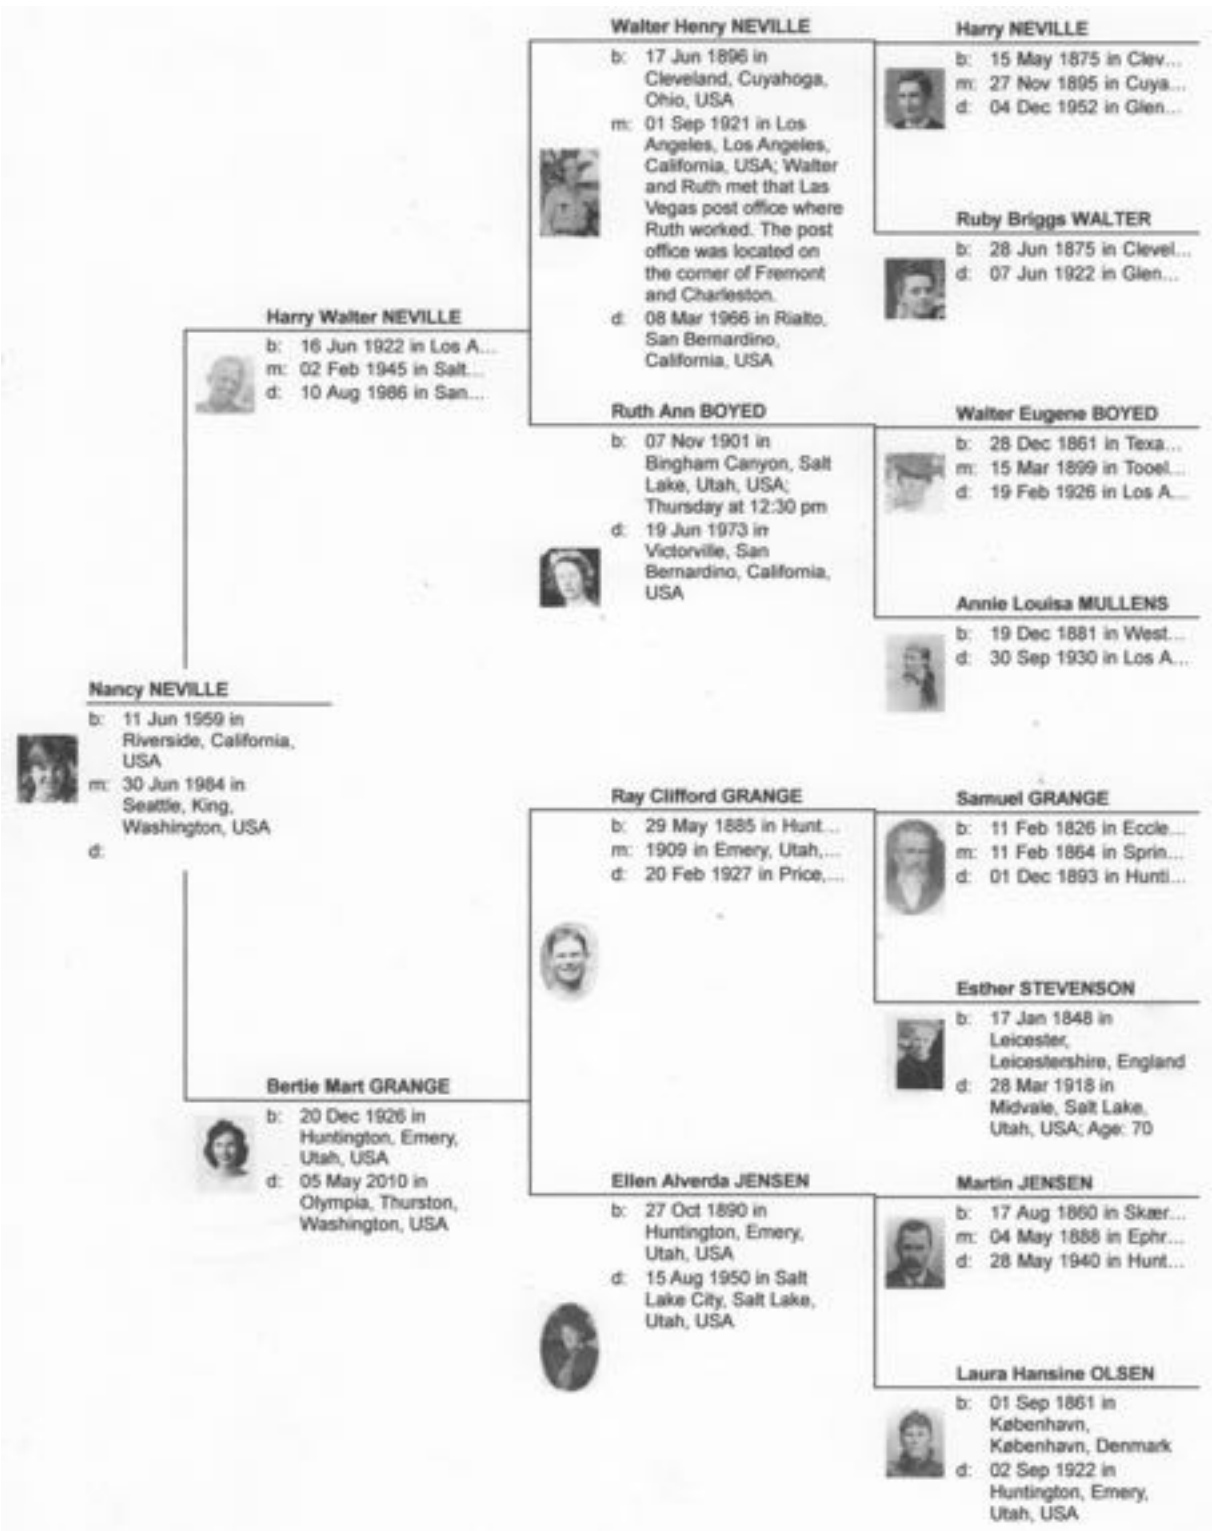 Walter Henry NEVILLE
b: 17 Jun 1896 in
Cleveland, Cuyahoga,
Ohio, USA
m: 01 Sep 1921 in Los
Angeles, Los Angeles,
California, USA; Walter
and Ruth met that Las
Vegas post office where
Ruth worked. The post
office was located on
the corner of Fremont
and Charleston.
d: 08 Mar 1966 in Rialto,
San Bernardino,
California, USA
Harry NEVILLE
b: 15 May 1875 in Clev...
m: 27 Nov 1895 in Cuya...
d: 04 Dec 1952 in Glen...
Ruby Briggs WALTER
b: 28 Jun 1875 in Clevel...
d: 07 Jun 1922 in Glen...
Harry Walter NEVILLE
b: 16 Jun 1922 in Los A...
m: 02 Feb 1945 in Salt...
d: 10 Aug 1986 in San...
Ruth Ann BOYED
b: 07 Nov 1901 in
Bingham Canyon, Salt
Lake, Utah, USA;
Thursday at 12:30 pm
d: 19 Jun 1973 in
Victorville, San
Bernardino, California,
USA
Walter Eugene BOYED
b: 28 Dec 1861 in Texa...
m: 15 Mar 1899 in Tooel...
d: 19 Feb 1926 in Los A...
Annie Louisa MULLENS
b: 19 Dec 1881 in West...
d: 30 Sep 1930 in Los A...
Nancy NEVILLE
b: 11 Jun 1959 in
Riverside, California,
USA
m: 30 Jun 1984 in
Seattle, King,
Washington, USA
d:
Ray Clifford GRANGE
b: 29 May 1885 in Hunt...
m: 1909 in Emery, Utah,...
d: 20 Feb 1927 in Price,...
Samuel GRANGE
b: 11 Feb 1826 in Eccle...
m: 11 Feb 1864 in Sprin...
d: 01 Dec 1893 in Hunti...
Esther STEVENSON
b: 17 Jan 1848 in
Leicester,
Leicestershire, England
d: 28 Mar 1918 in
Midvale, Salt Lake,
Utah, USA; Age: 70
Bertie Mart GRANGE
b: 20 Dec 1926 in
Huntington, Emery,
Utah, USA
d: 05 May 2010 in
Olympia, Thurston,
Washington, USA
Ellen Alverda JENSEN
b: 27 Oct 1890 in
Huntington, Emery,
Utah, USA
d: 15 Aug 1950 in Salt
Lake City, Salt Lake,
Utah, USA
Martin JENSEN
b: 17 Aug 1860 in Skær...
m: 04 May 1888 in Ephr...
d: 28 May 1940 in Hunt...
Laura Hansine OLSEN
b: 01 Sep 1861 in
København,
København, Denmark
d: 02 Sep 1922 in
Huntington, Emery,
Utah, USA